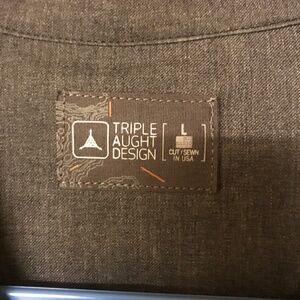 TRIPLE
AUGHT
DESIGN
L
CUT/SEWN
IN USA